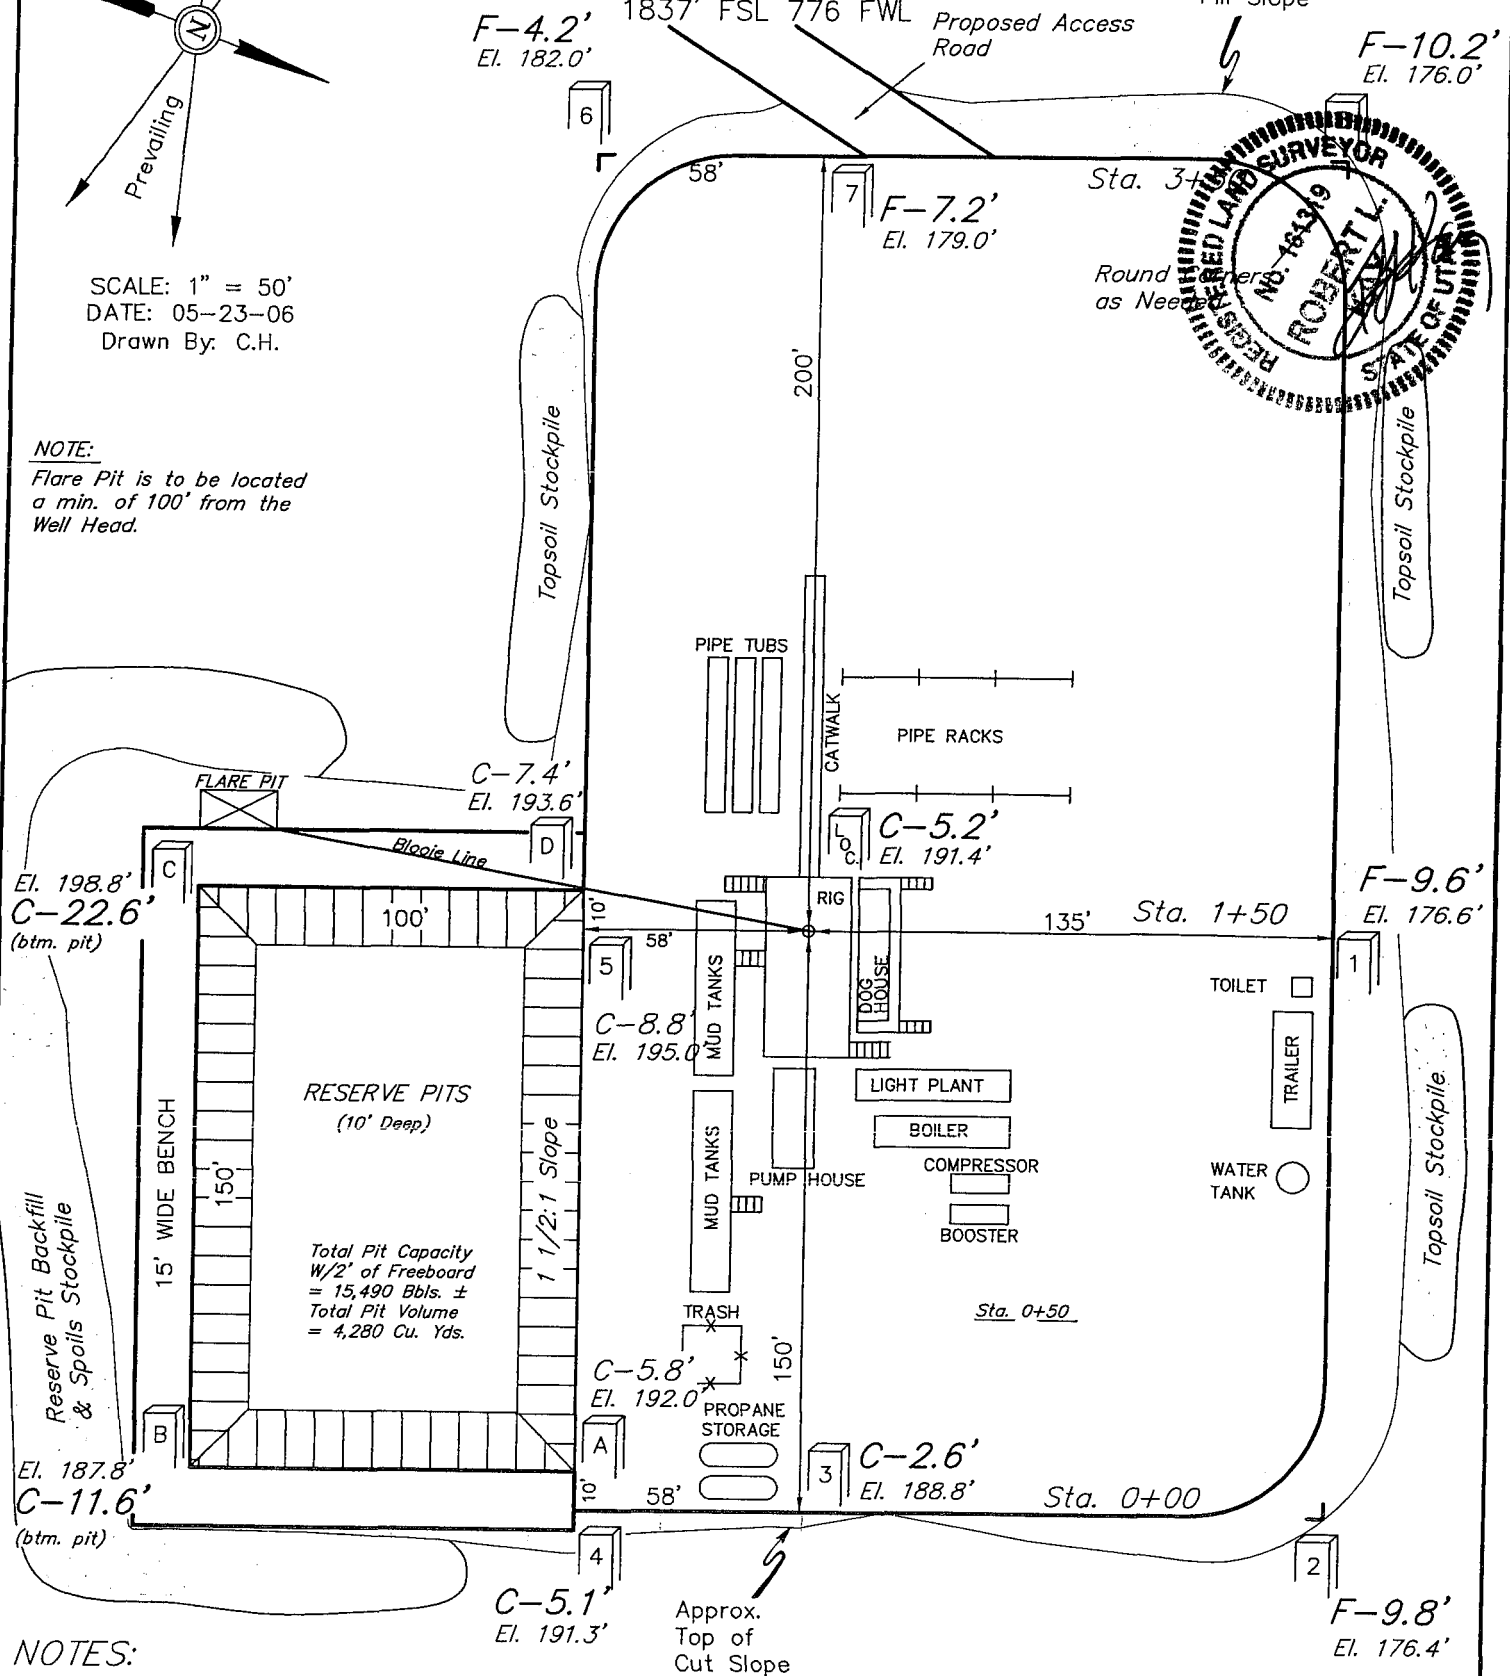 1837' FSL 776 FWL
F-4.2'
El. 182.0'
Proposed Access
Road
F-10.2'
El. 176.0'
N
Prevailing
6
58'
7
F-7.2'
El. 179.0'
Sta. 3+
REGISTERED LAND SURVEYOR
No. 161319
ROBERT L.
KAY
STATE OF UTAH
Round
as Needed
SCALE: 1" = 50'
DATE: 05-23-06
Drawn By: C.H.
NOTE:
Flare Pit is to be located
a min. of 100' from the
Well Head.
Topsoil Stockpile
200'
Topsoil Stockpile
PIPE TUBS
CATWALK
PIPE RACKS
FLARE PIT
C-7.4'
El. 193.6'
D
Blooie Line
C
LOC.
C-5.2'
El. 191.4'
El. 198.8'
C-22.6'
(btm. pit)
100'
10'
58'
RIG
135'
Sta. 1+50
F-9.6'
El. 176.6'
1
5
C-8.8'
El. 195.0'
MUD TANKS
DOG
HOUSE
TOILET
TRAILER
RESERVE PITS
(10' Deep)
LIGHT PLANT
BOILER
COMPRESSOR
PUMP HOUSE
BOOSTER
WATER
TANK
15' WIDE BENCH
150'
1 1/2:1 Slope
MUD TANKS
Topsoil Stockpile
Reserve Pit Backfill
& Spoils Stockpile
Total Pit Capacity
W/2' of Freeboard
= 15,490 Bbls. ±
Total Pit Volume
= 4,280 Cu. Yds.
TRASH
Sta. 0+50
150'
C-5.8'
El. 192.0'
PROPANE
STORAGE
B
A
El. 187.8'
C-11.6'
(btm. pit)
10'
58'
3
C-2.6'
El. 188.8'
Sta. 0+00
4
2
C-5.1'
El. 191.3'
Approx.
Top of
Cut Slope
F-9.8'
El. 176.4'
NOTES: